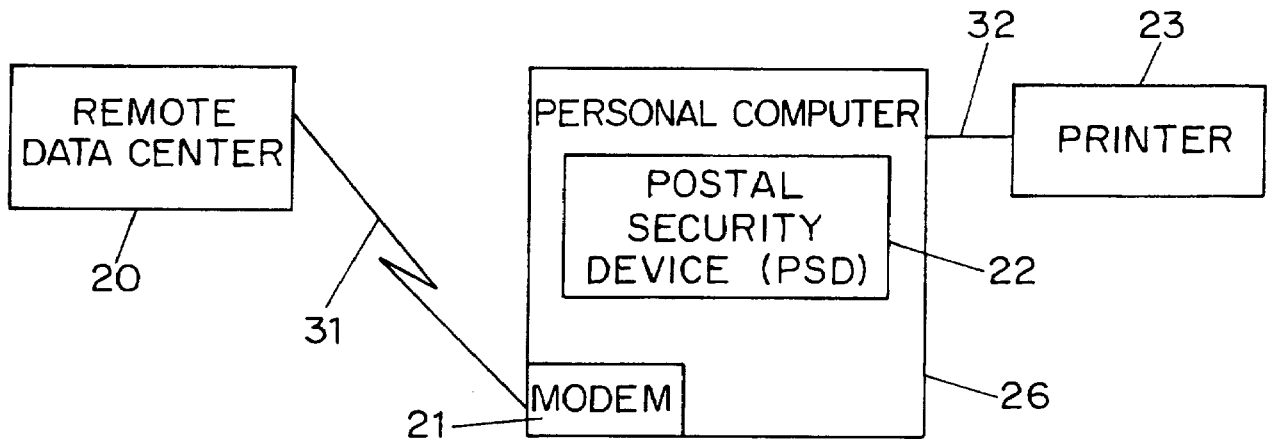 REMOTE
DATA CENTER
20
31
PERSONAL COMPUTER
POSTAL
SECURITY
DEVICE (PSD)
22
MODEM
21
26
32
23
PRINTER